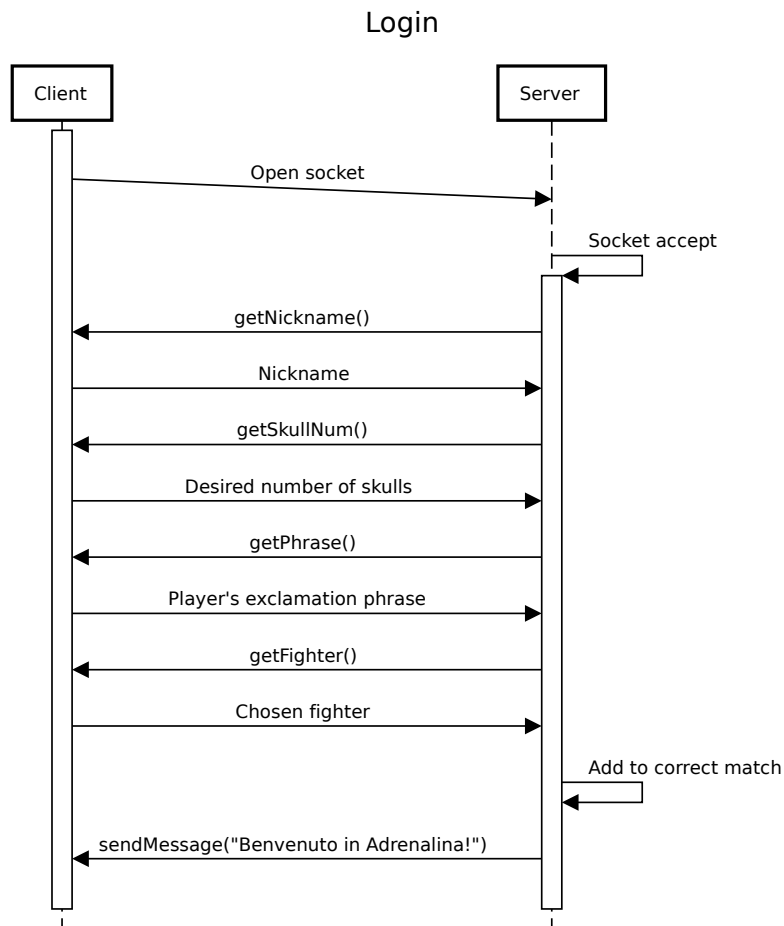 Login
Client
Server
Open socket
Socket accept
getNickname()
Nickname
getSkullNum()
Desired number of skulls
getPhrase()
Player's exclamation phrase
getFighter()
Chosen fighter
Add to correct match
sendMessage("Benvenuto in Adrenalina!")